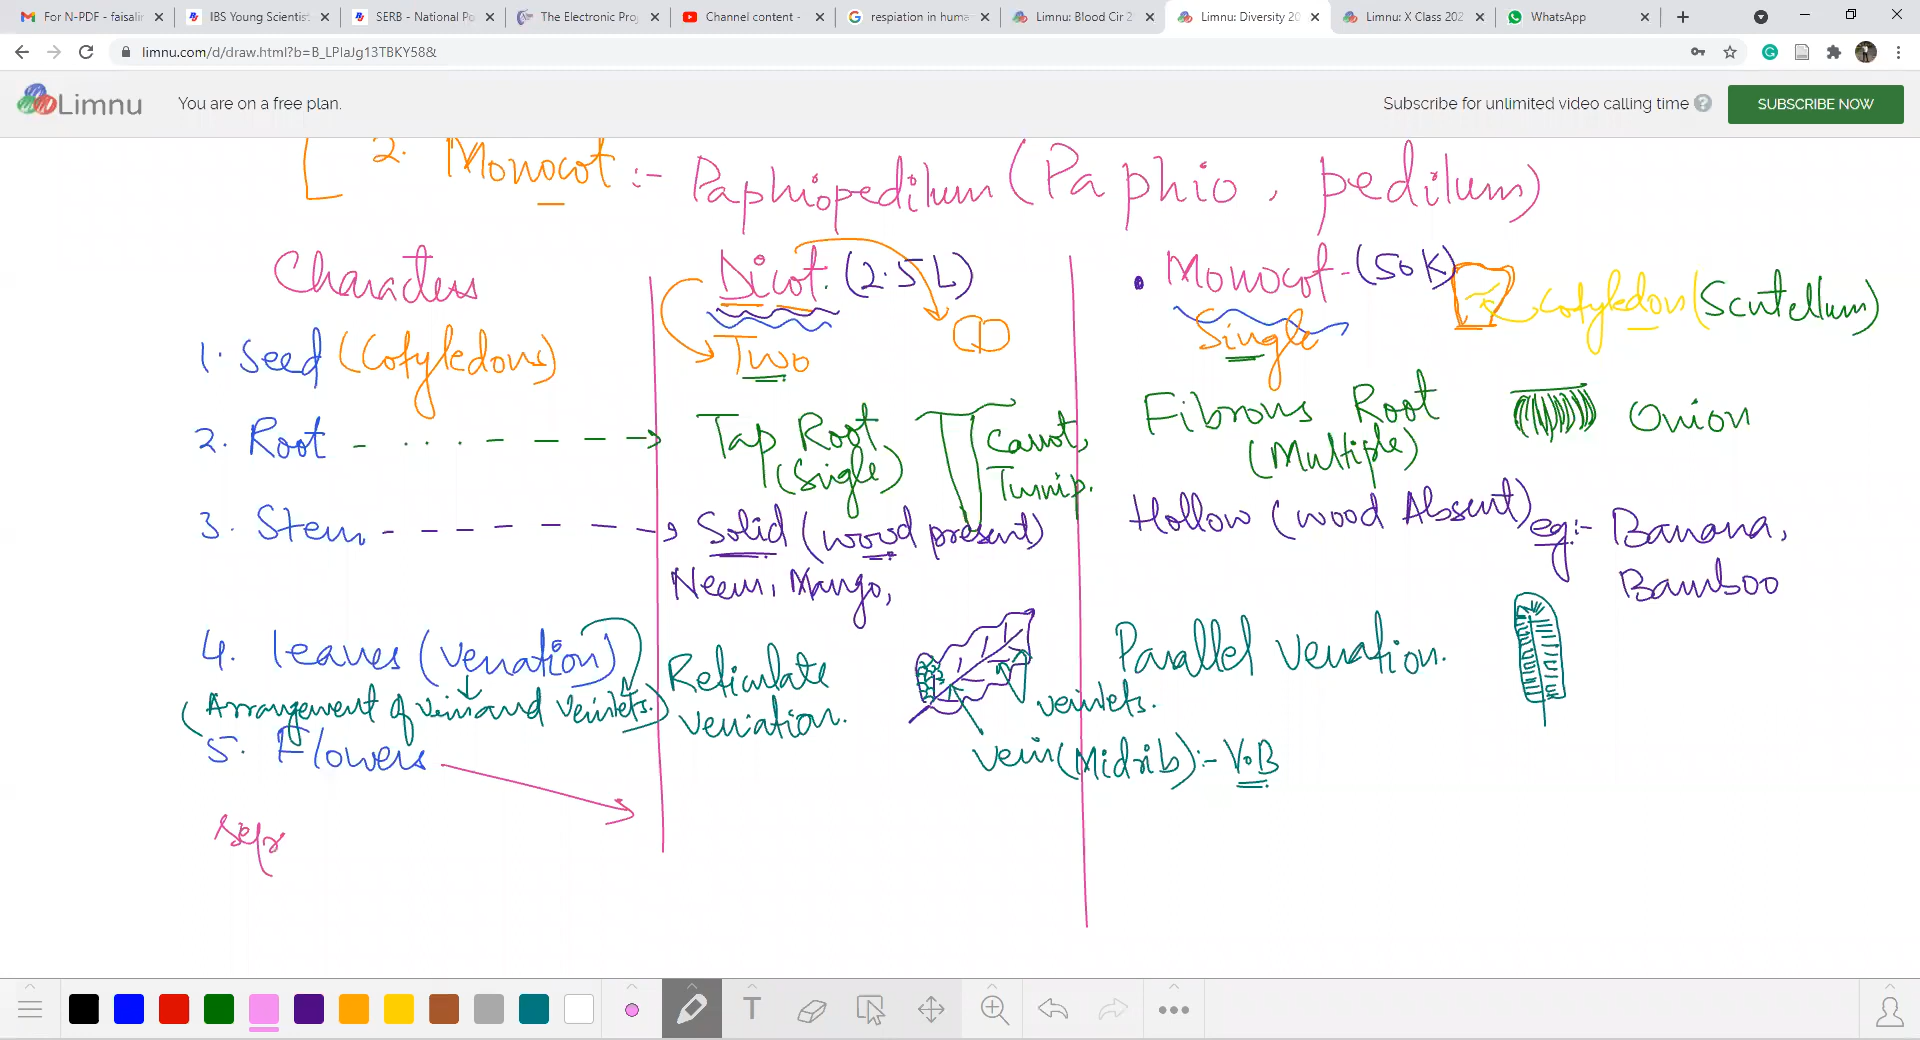 For N-PDF - faisalir
IBS Young Scientist
SERB - National Po
The Electronic Proj
Channel content -
respiation in huma
Limnu: Blood Cir 2
Limnu: Diversity 20
Limnu: X Class 202
WhatsApp
limnu.com/d/draw.html?b=B_LPlaJg13TBKY58&
Limnu
You are on a free plan.
Subscribe for unlimited video calling time ?
SUBSCRIBE NOW
2. Monocot :- Paphiopedilum (Paphio, pedilum)
Characters
Dicot. (2.5 L)
Monocot - (50 K)
Cotyledon (Scutellum)
1. Seed (Cotyledons)
Two
Single
2. Root
Tap Root
(Single)
Carrot,
Turnip.
Fibrous Root
(Multiple)
Onion
3. Stem
Solid (wood present)
Neem, Mango,
Hollow (wood Absent)
eg:- Banana,
Bamboo
4. leaves (venation)
(Arrangement of vein and veinlets.)
Reticulate
venation.
veinlets.
vein (Midrib) :- V.B
Parallel venation.
5. Flowers
T